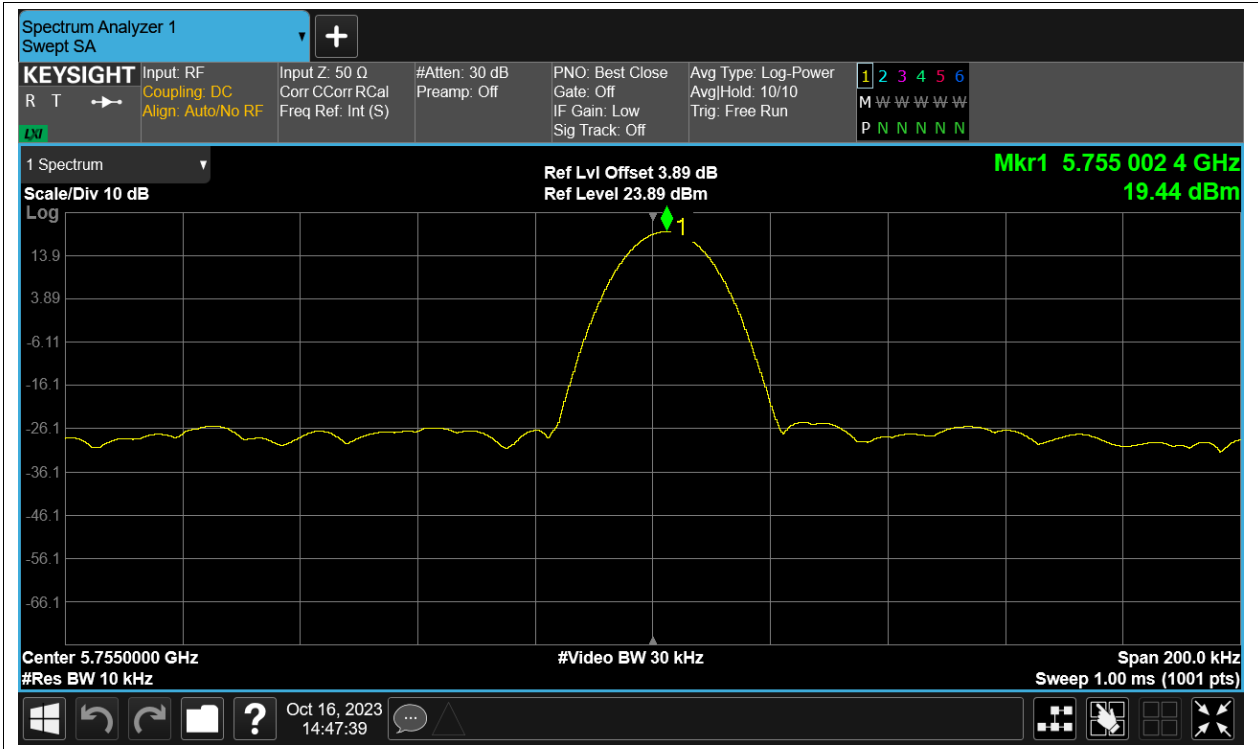 Spectrum Analyzer 1
Swept SA
KEYSIGHT
R T
LXI
Input: RF
Coupling: DC
Align: Auto/No RF
Input Z: 50 Ω
Corr CCorr RCal
Freq Ref: Int (S)
#Atten: 30 dB
Preamp: Off
PNO: Best Close
Gate: Off
IF Gain: Low
Sig Track: Off
Avg Type: Log-Power
Avg|Hold: 10/10
Trig: Free Run
1 2 3 4 5 6
M W W W W W
P N N N N N
1 Spectrum
Scale/Div 10 dB
Ref Lvl Offset 3.89 dB
Ref Level 23.89 dBm
Mkr1 5.755 002 4 GHz
19.44 dBm
Log
1
13.9
3.89
-6.11
-16.1
-26.1
-36.1
-46.1
-56.1
-66.1
Center 5.7550000 GHz
#Res BW 10 kHz
#Video BW 30 kHz
Span 200.0 kHz
Sweep 1.00 ms (1001 pts)
?
Oct 16, 2023
14:47:39